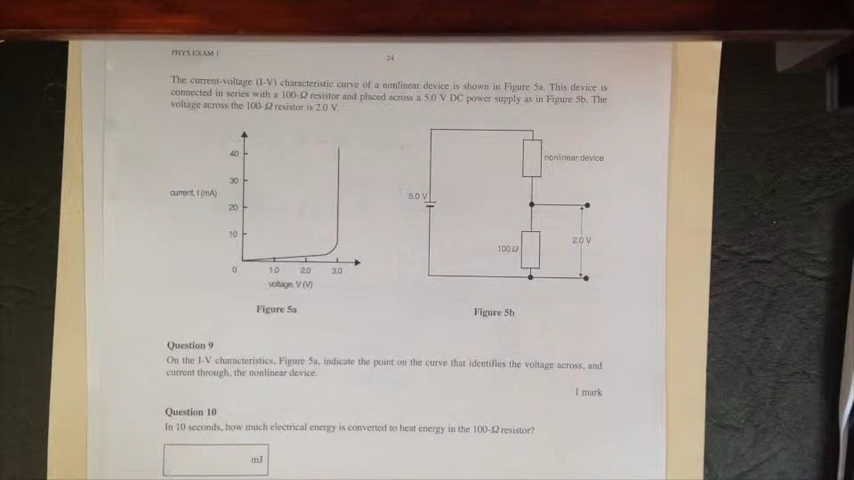 PHYS EXAM 1
24
The current-voltage (I-V) characteristic curve of a nonlinear device is shown in Figure 5a. This device is
connected in series with a 100-Ω resistor and placed across a 5.0 V DC power supply as in Figure 5b. The
voltage across the 100-Ω resistor is 2.0 V.
40
30
current, I (mA)
20
10
0
1.0 2.0 3.0
voltage, V (V)
Figure 5a
nonlinear device
5.0 V
100 Ω
2.0 V
Figure 5b
Question 9
On the I-V characteristics, Figure 5a, indicate the point on the curve that identifies the voltage across, and
current through, the nonlinear device.
1 mark
Question 10
In 10 seconds, how much electrical energy is converted to heat energy in the 100-Ω resistor?
mJ